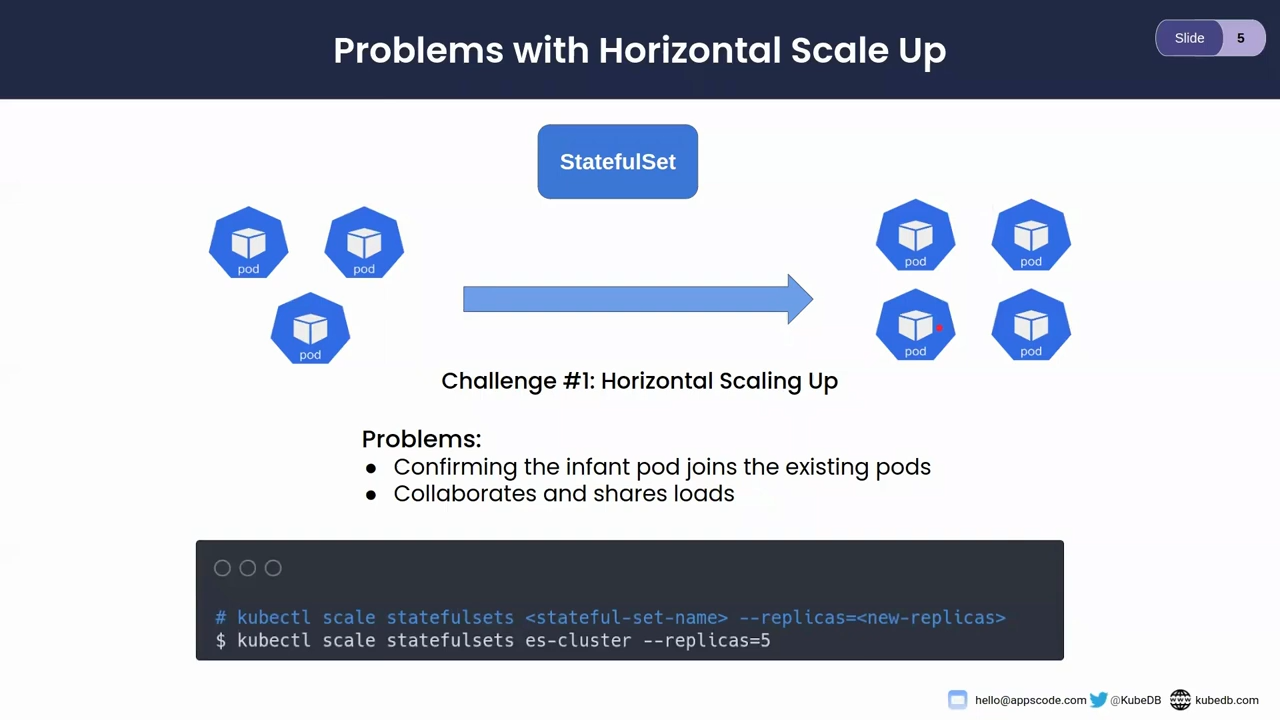 Problems with Horizontal Scale Up
Slide 5
StatefulSet
pod pod pod pod
pod pod pod
Challenge #1: Horizontal Scaling Up
Problems:
● Confirming the infant pod joins the existing pods
● Collaborates and shares loads
# kubectl scale statefulsets <stateful-set-name> --replicas=<new-replicas>
$ kubectl scale statefulsets es-cluster --replicas=5
hello@appscode.com @KubeDB kubedb.com